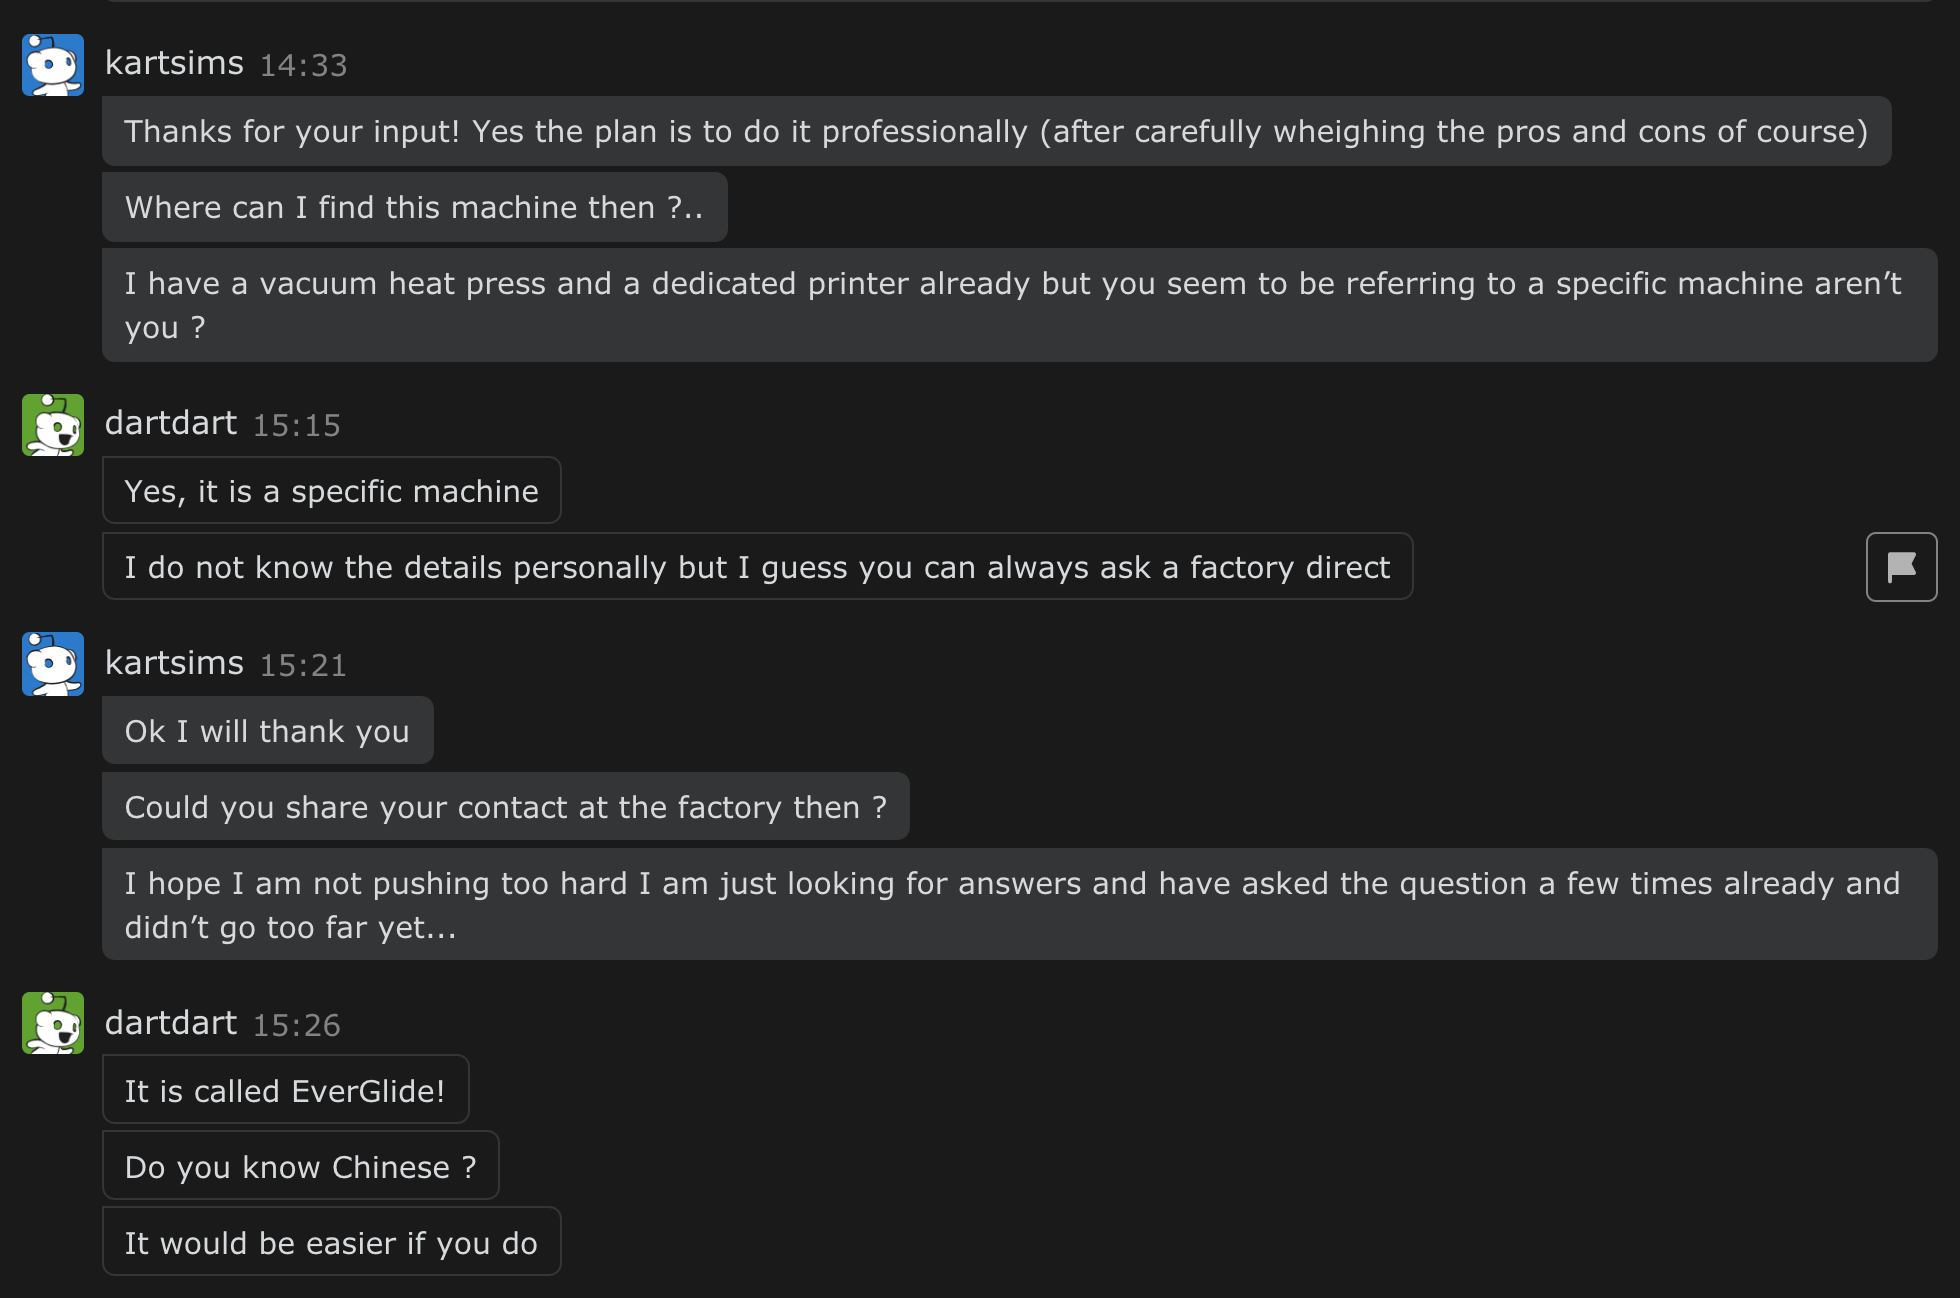 kartsims 14:33
Thanks for your input! Yes the plan is to do it professionally (after carefully wheighing the pros and cons of course)
Where can I find this machine then ?..
I have a vacuum heat press and a dedicated printer already but you seem to be referring to a specific machine aren’t
you ?
dartdart 15:15
Yes, it is a specific machine
I do not know the details personally but I guess you can always ask a factory direct
kartsims 15:21
Ok I will thank you
Could you share your contact at the factory then ?
I hope I am not pushing too hard I am just looking for answers and have asked the question a few times already and
didn’t go too far yet...
dartdart 15:26
It is called EverGlide!
Do you know Chinese ?
It would be easier if you do